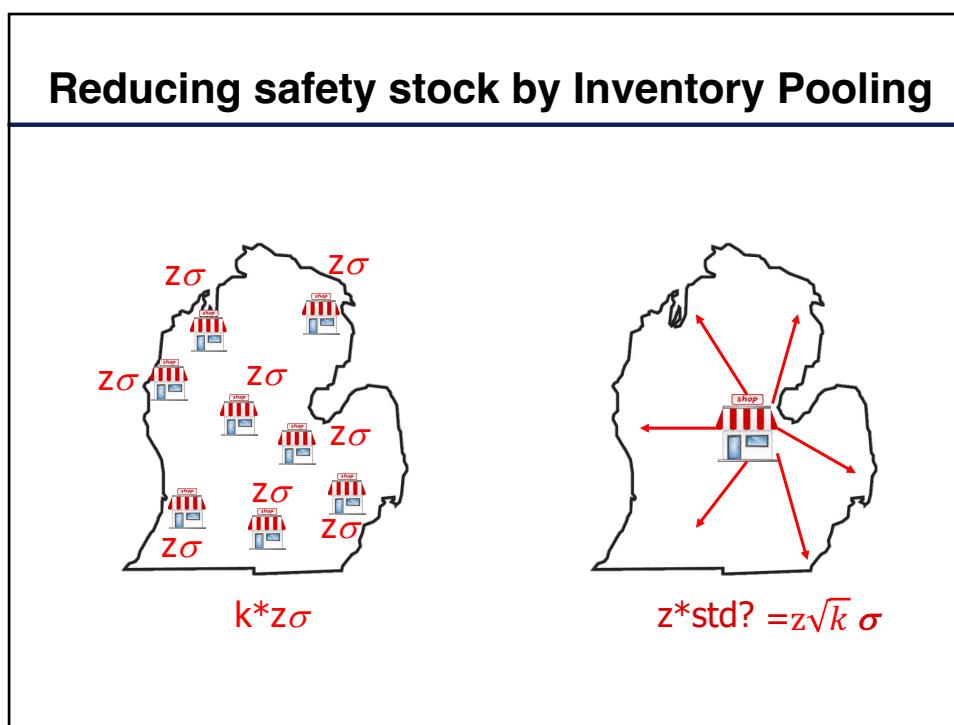 Reducing safety stock by Inventory Pooling
zσ
zσ
shop
shop
zσ
shop
zσ
shop
shop
zσ
shop
zσ
shop
zσ
shop
zσ
k*zσ
shop
z*std? =z√k σ